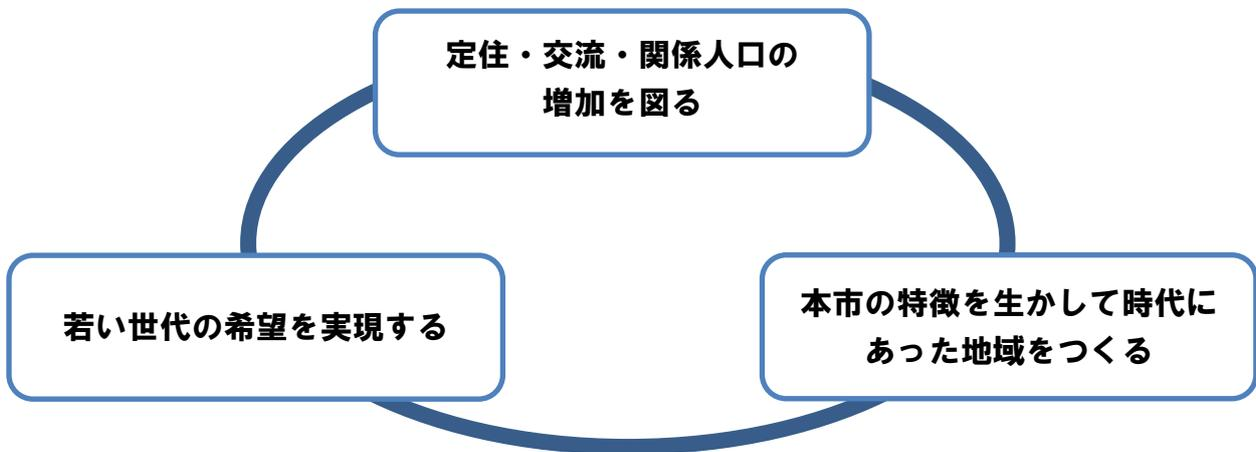 定住・交流・関係人口の
増加を図る
若い世代の希望を実現する
本市の特徴を生かして時代に
あった地域をつくる